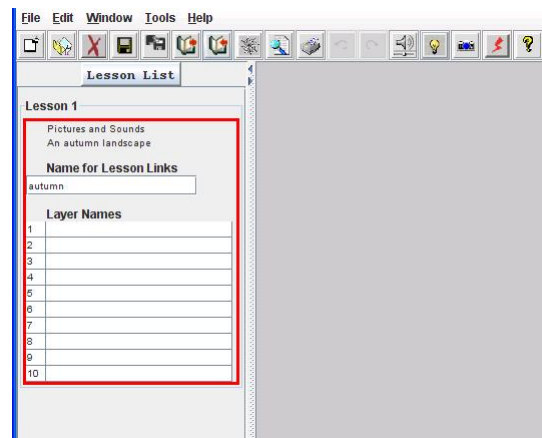 File Edit Window Tools Help
Lesson List
Lesson 1
Pictures and Sounds
An autumn landscape
Name for Lesson Links
autumn
Layer Names
1
2
3
4
5
6
7
8
9
10